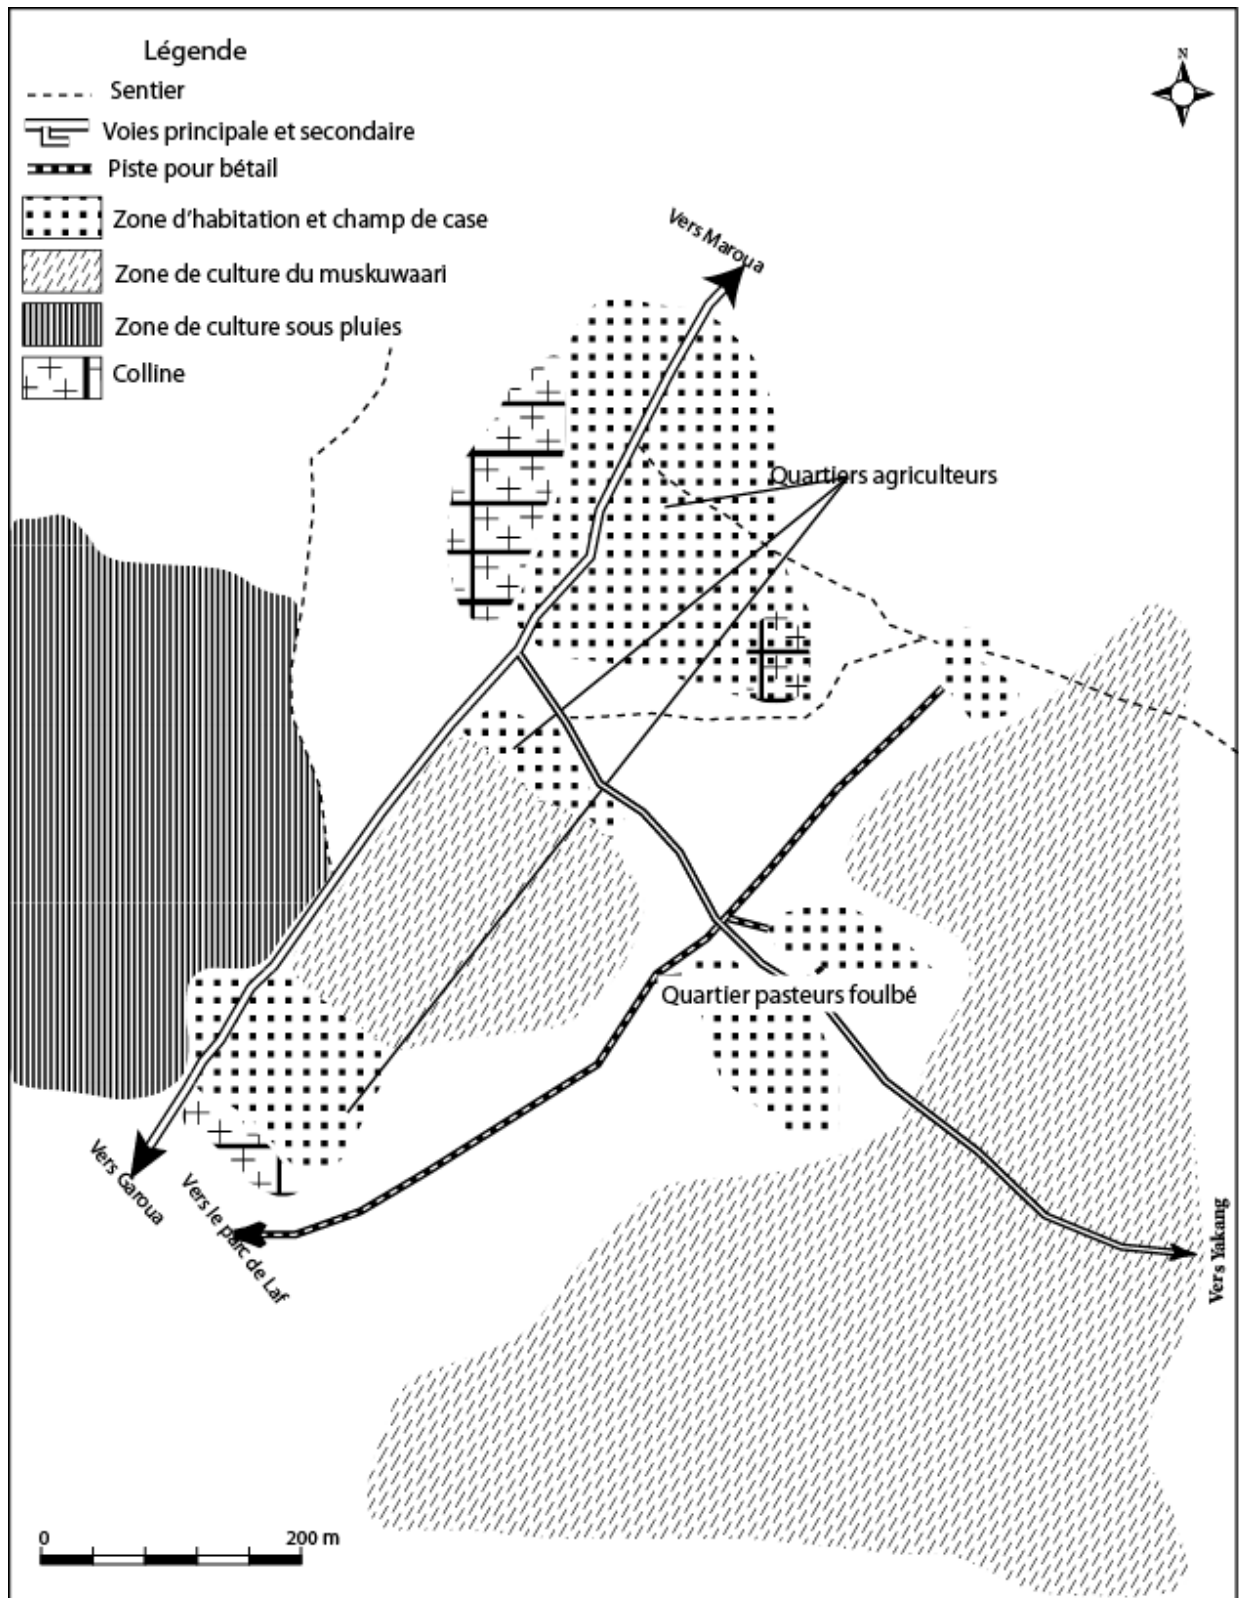 Légende
Sentier
Voies principale et secondaire
Piste pour bétail
Zone d'habitation et champ de case
Zone de culture du muskuwaari
Zone de culture sous pluies
Colline
N
Vers Maroua
Quartiers agriculteurs
Quartier pasteurs foulbé
Vers Garoua
Vers le parc de Laf
Vers Yakang
0 200 m